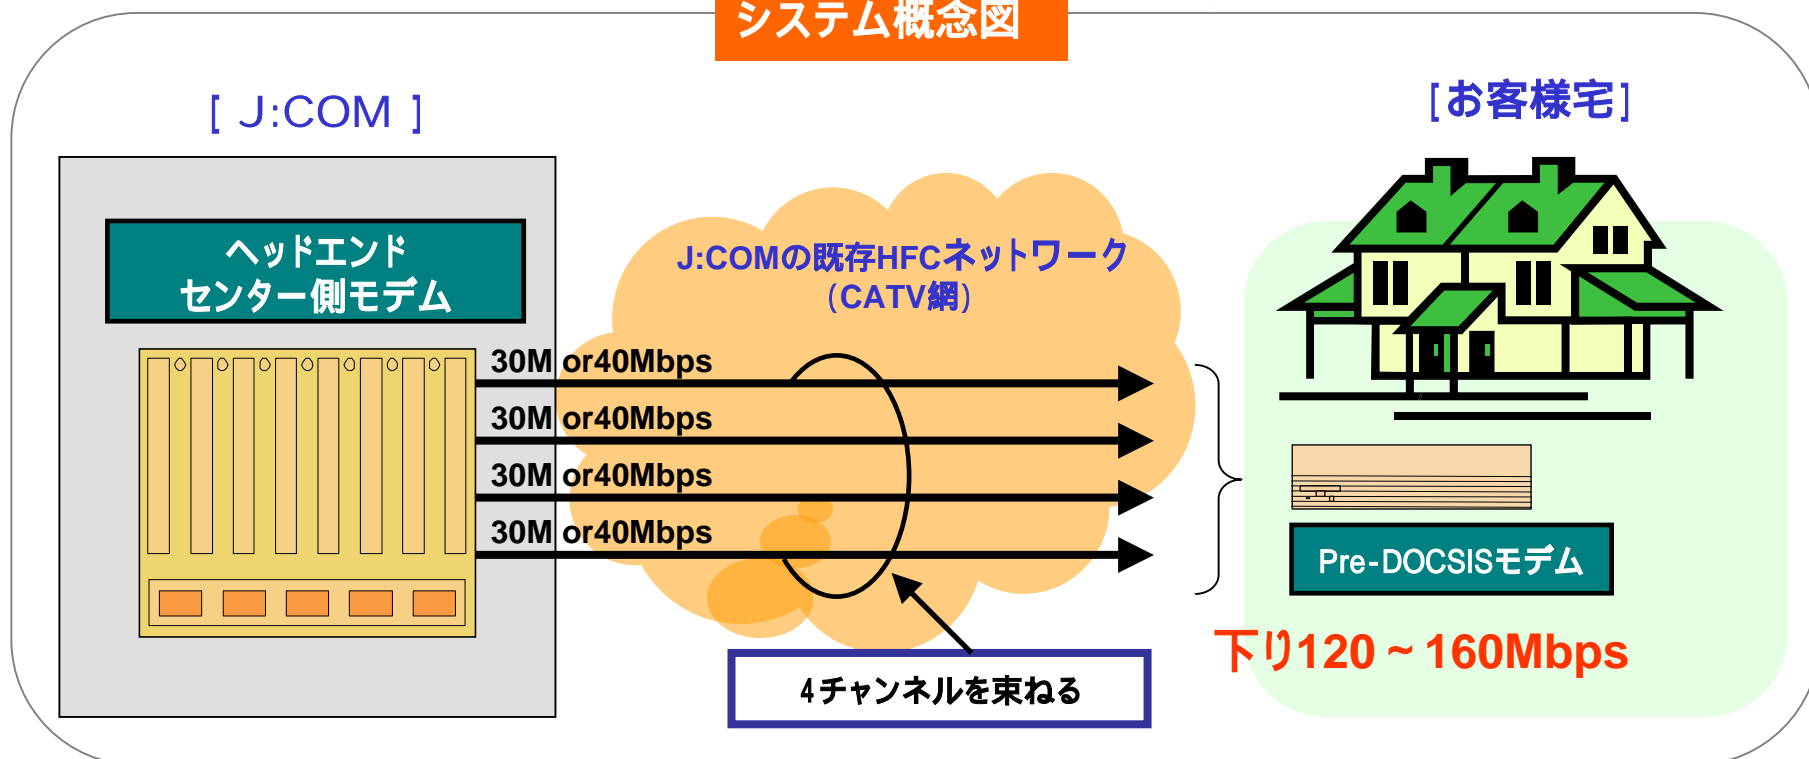 システム概念図
[ J:COM ]
[お客様宅]
ヘッドエンド
センター側モデム
J:COMの既存HFCネットワーク
(CATV網)
30M or40Mbps
30M or40Mbps
30M or40Mbps
30M or40Mbps
Pre-DOCSISモデム
下り120~160Mbps
4チャンネルを束ねる